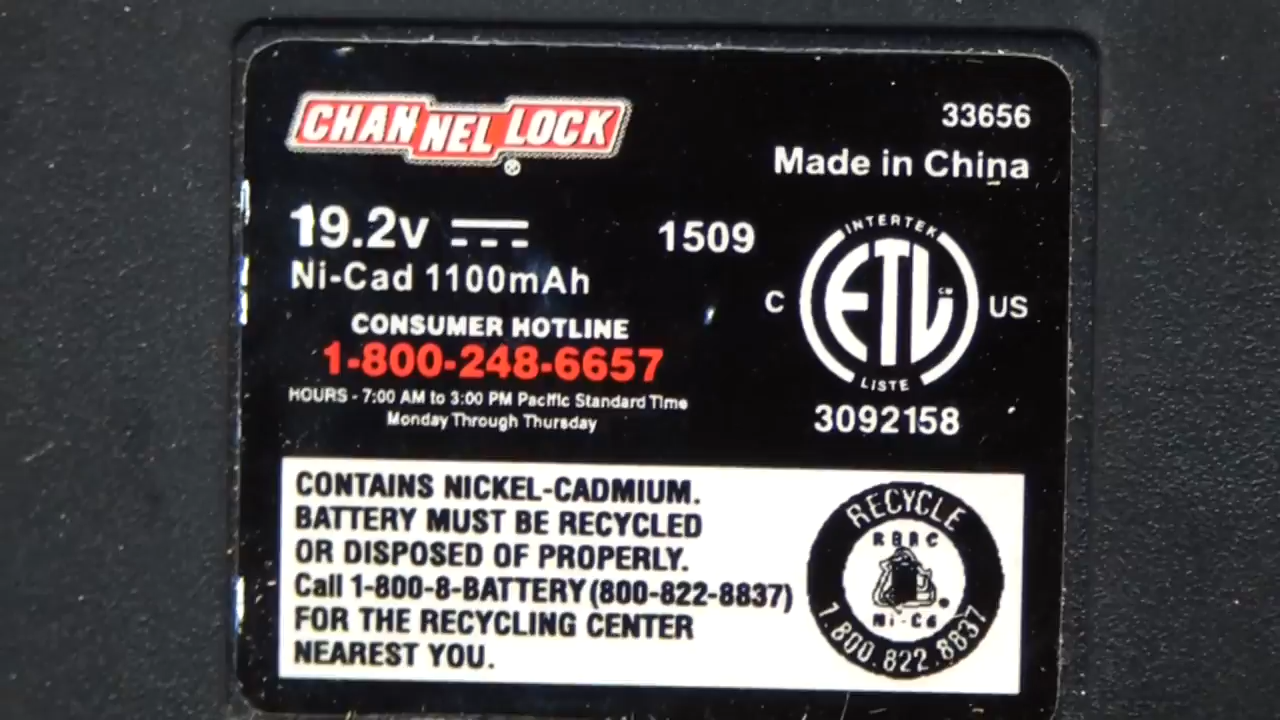 CHANNEL LOCK
®
33656
Made in China
19.2v
1509
Ni-Cad 1100mAh
CONSUMER HOTLINE
1-800-248-6657
HOURS - 7:00 AM to 3:00 PM Pacific Standard Time
Monday Through Thursday
INTERTEK
C ETL CM US
LISTE
3092158
CONTAINS NICKEL-CADMIUM.
BATTERY MUST BE RECYCLED
OR DISPOSED OF PROPERLY.
Call 1-800-8-BATTERY (800-822-8837)
FOR THE RECYCLING CENTER
NEAREST YOU.
RECYCLE
RBRC
Ni-Cd
1.800.822.8837